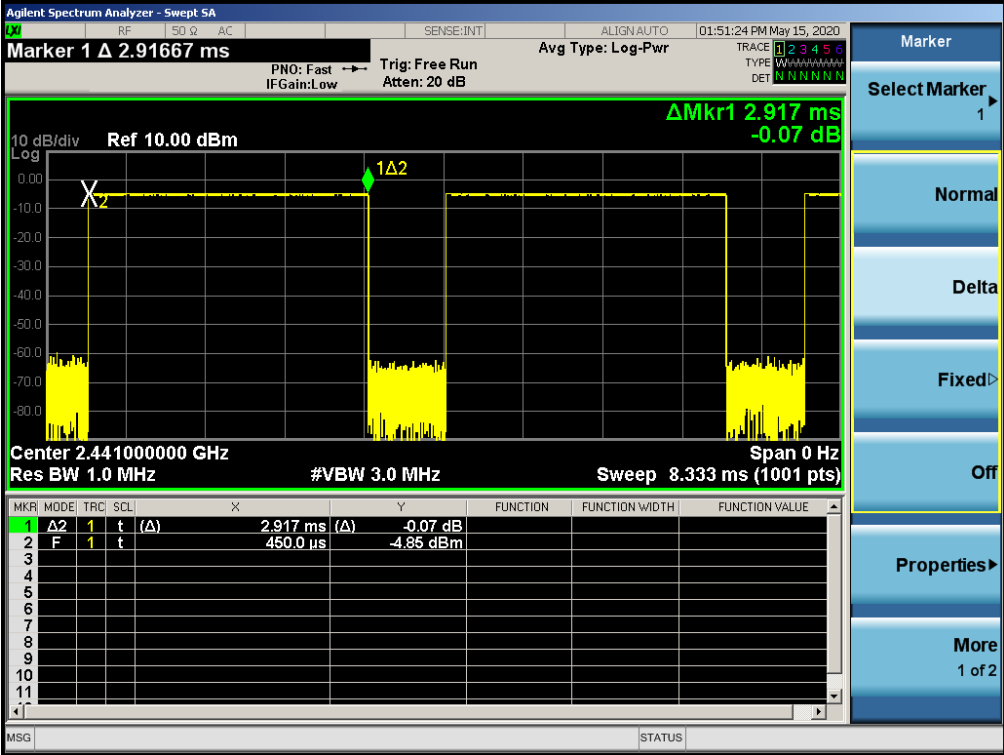 Agilent Spectrum Analyzer - Swept SA
LXI RF 50 Ω AC SENSE:INT ALIGN AUTO 01:51:24 PM May 15, 2020
Marker 1 Δ 2.91667 ms
Avg Type: Log-Pwr
TRACE 1 2 3 4 5 6
TYPE WWWWWW
DET N N N N N N
PNO: Fast
IFGain:Low
Trig: Free Run
Atten: 20 dB
ΔMkr1 2.917 ms
-0.07 dB
10 dB/div Ref 10.00 dBm
Log
1Δ2
0.00
X2
-10.0
-20.0
-30.0
-40.0
-50.0
-60.0
-70.0
-80.0
Center 2.441000000 GHz Span 0 Hz
Res BW 1.0 MHz #VBW 3.0 MHz Sweep 8.333 ms (1001 pts)
MKR MODE TRC SCL X Y FUNCTION FUNCTION WIDTH FUNCTION VALUE
1 Δ2 1 t (Δ) 2.917 ms (Δ) -0.07 dB
2 F 1 t 450.0 µs -4.85 dBm
3
4
5
6
7
8
9
10
11
MSG STATUS
Marker
Select Marker
1
Normal
Delta
Fixed
Off
Properties
More
1 of 2